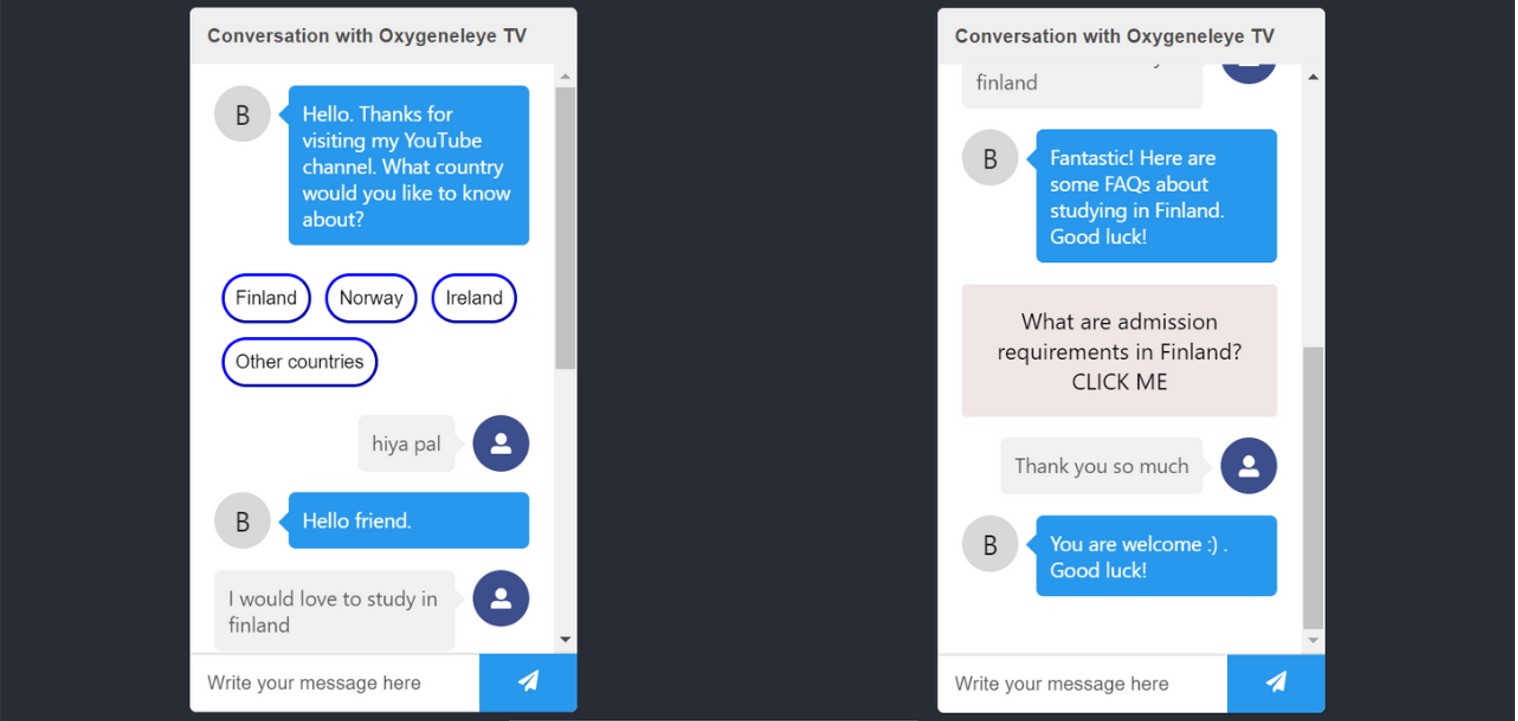 Conversation with Oxygeneleye TV
B
Hello. Thanks for
visiting my YouTube
channel. What country
would you like to know
about?
Finland
Norway
Ireland
Other countries
hiya pal
B
Hello friend.
I would love to study in
finland
Write your message here
Conversation with Oxygeneleye TV
finland
B
Fantastic! Here are
some FAQs about
studying in Finland.
Good luck!
What are admission
requirements in Finland?
CLICK ME
Thank you so much
B
You are welcome :) .
Good luck!
Write your message here